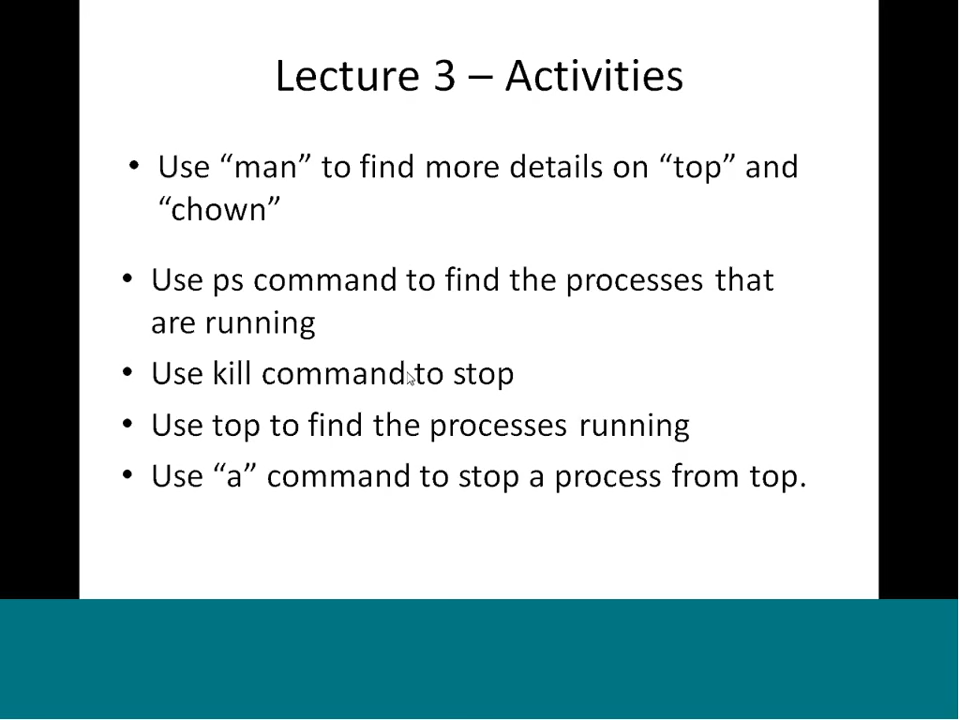 Lecture 3 – Activities
• Use “man” to find more details on “top” and
“chown”
• Use ps command to find the processes that
are running
• Use kill command to stop
• Use top to find the processes running
• Use “a” command to stop a process from top.